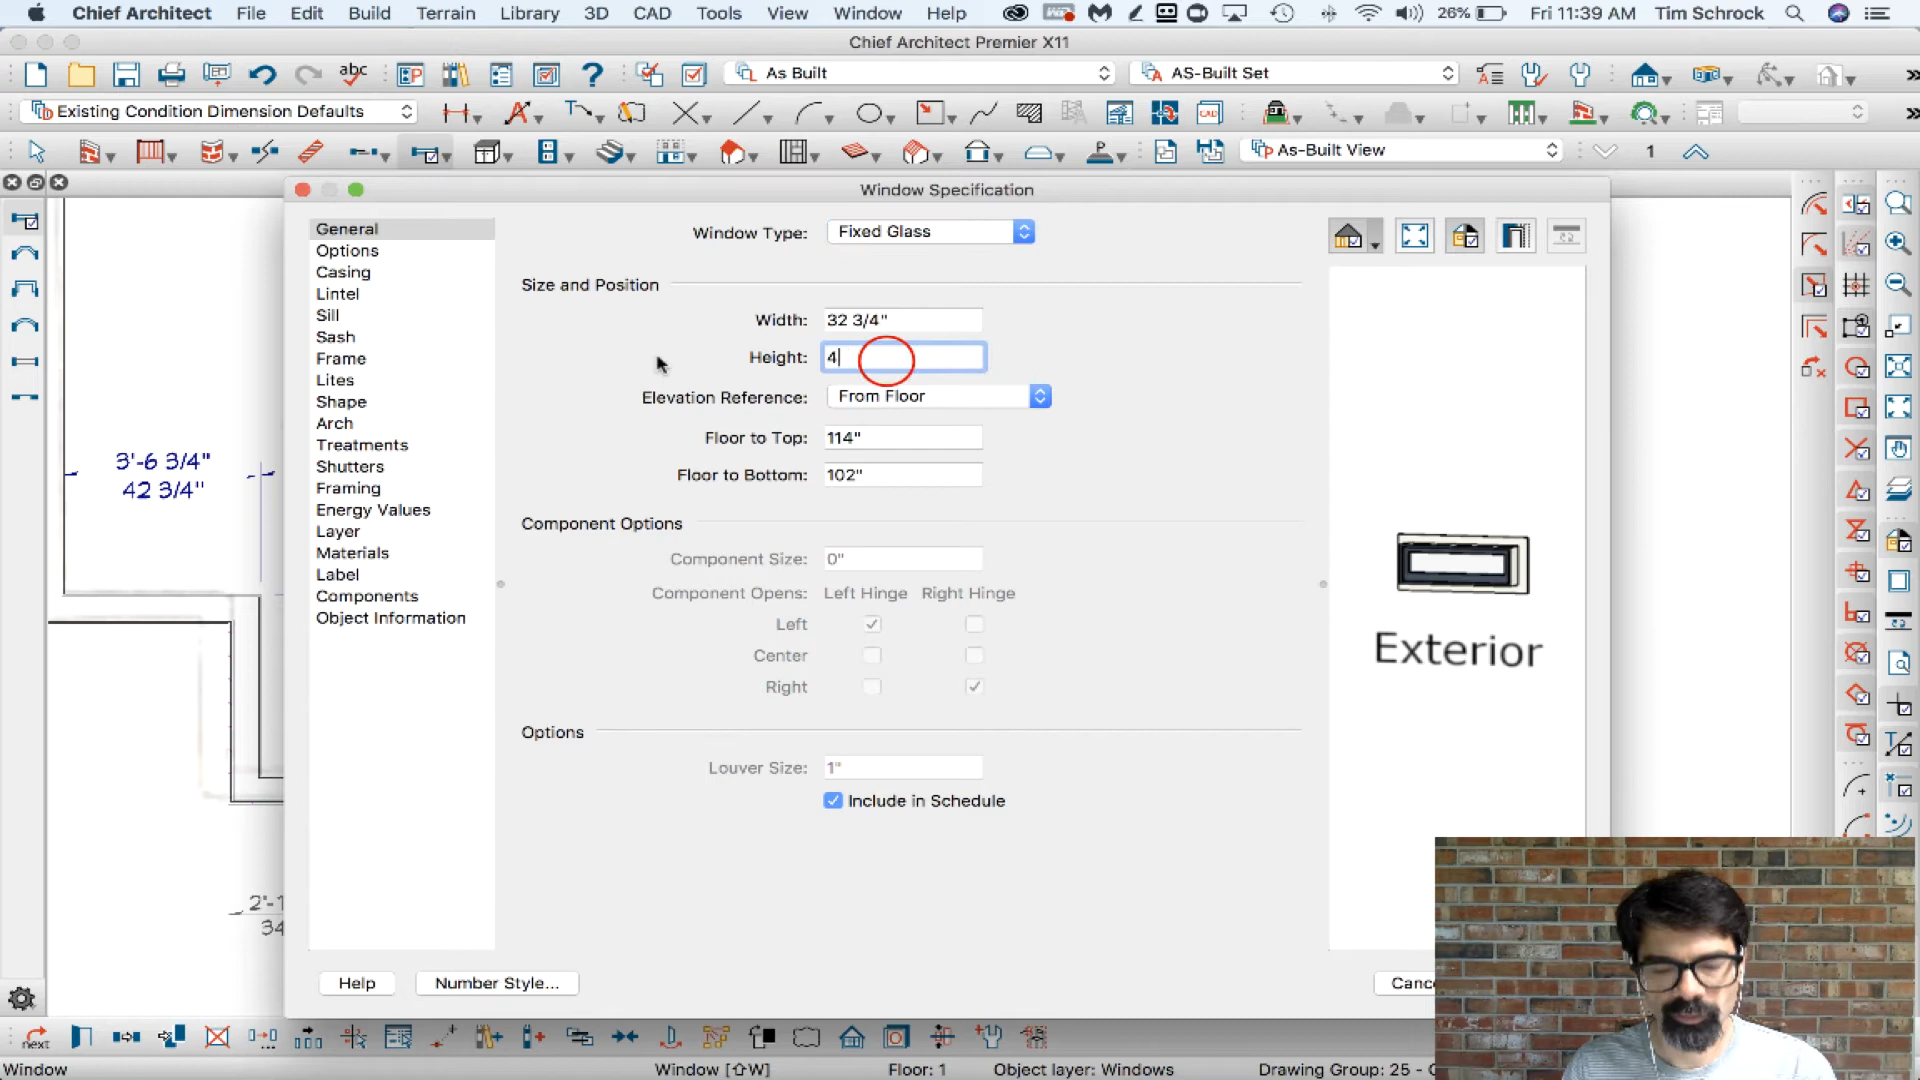 Chief Architect File Edit Build Terrain Library 3D CAD Tools View Window Help 26% Fri 11:39 AM Tim Schrock
Chief Architect Premier X11
abc As Built AS-Built Set
Existing Condition Dimension Defaults
As-Built View 1
Window Specification
General
Options
Casing
Lintel
Sill
Sash
Frame
Lites
Shape
Arch
Treatments
Shutters
Framing
Energy Values
Layer
Materials
Label
Components
Object Information
Window Type: Fixed Glass
Size and Position
Width: 32 3/4"
Height: 4
Elevation Reference: From Floor
Floor to Top: 114"
Floor to Bottom: 102"
Component Options
Component Size: 0"
Component Opens: Left Hinge Right Hinge
Left
Center
Right
Options
Louver Size: 1"
Include in Schedule
Exterior
3'-6 3/4"
42 3/4"
Help Number Style...
next
Window Window [⇧W] Floor: 1 Object layer: Windows Drawing Group: 25 -